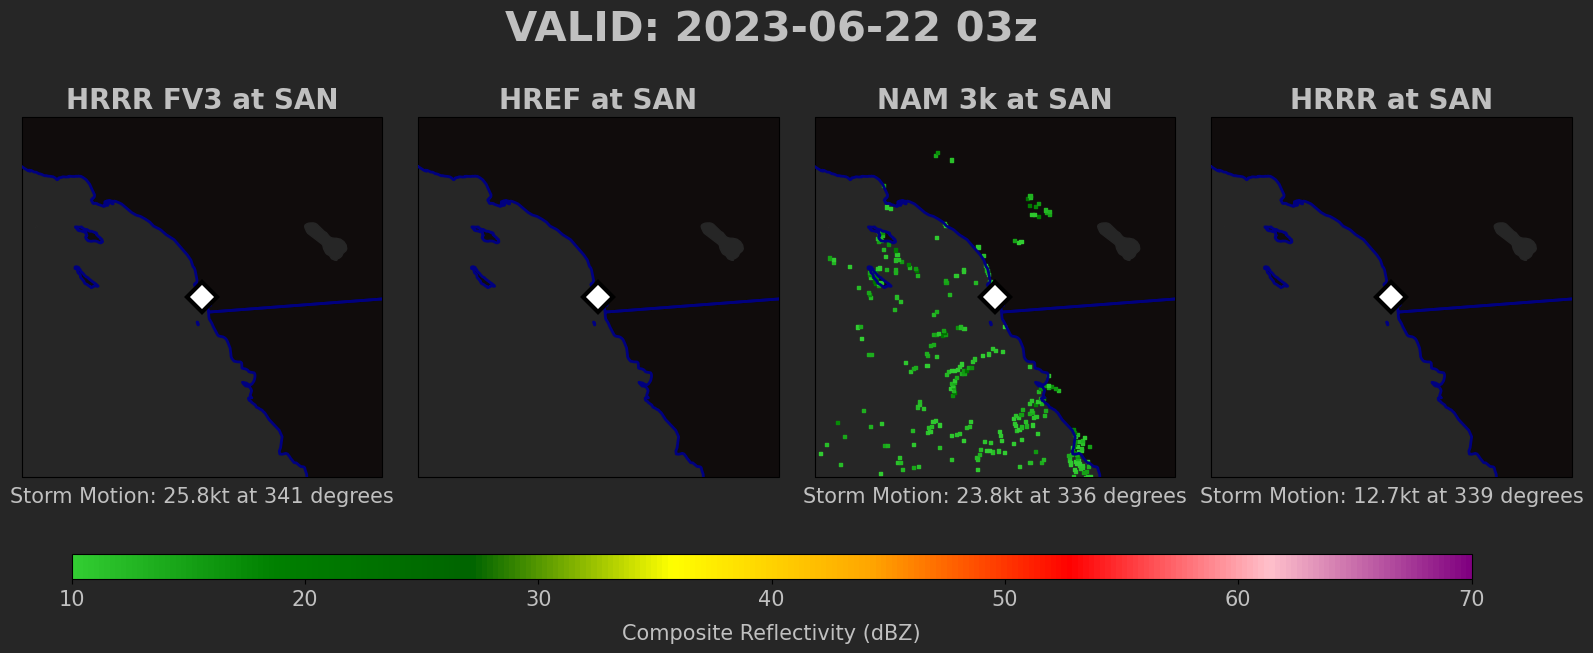 VALID: 2023-06-22 03z
HRRR FV3 at SAN
HREF at SAN
NAM 3k at SAN
HRRR at SAN
Storm Motion: 25.8kt at 341 degrees
Storm Motion: 23.8kt at 336 degrees
Storm Motion: 12.7kt at 339 degrees
10 20 30 40 50 60 70
Composite Reflectivity (dBZ)